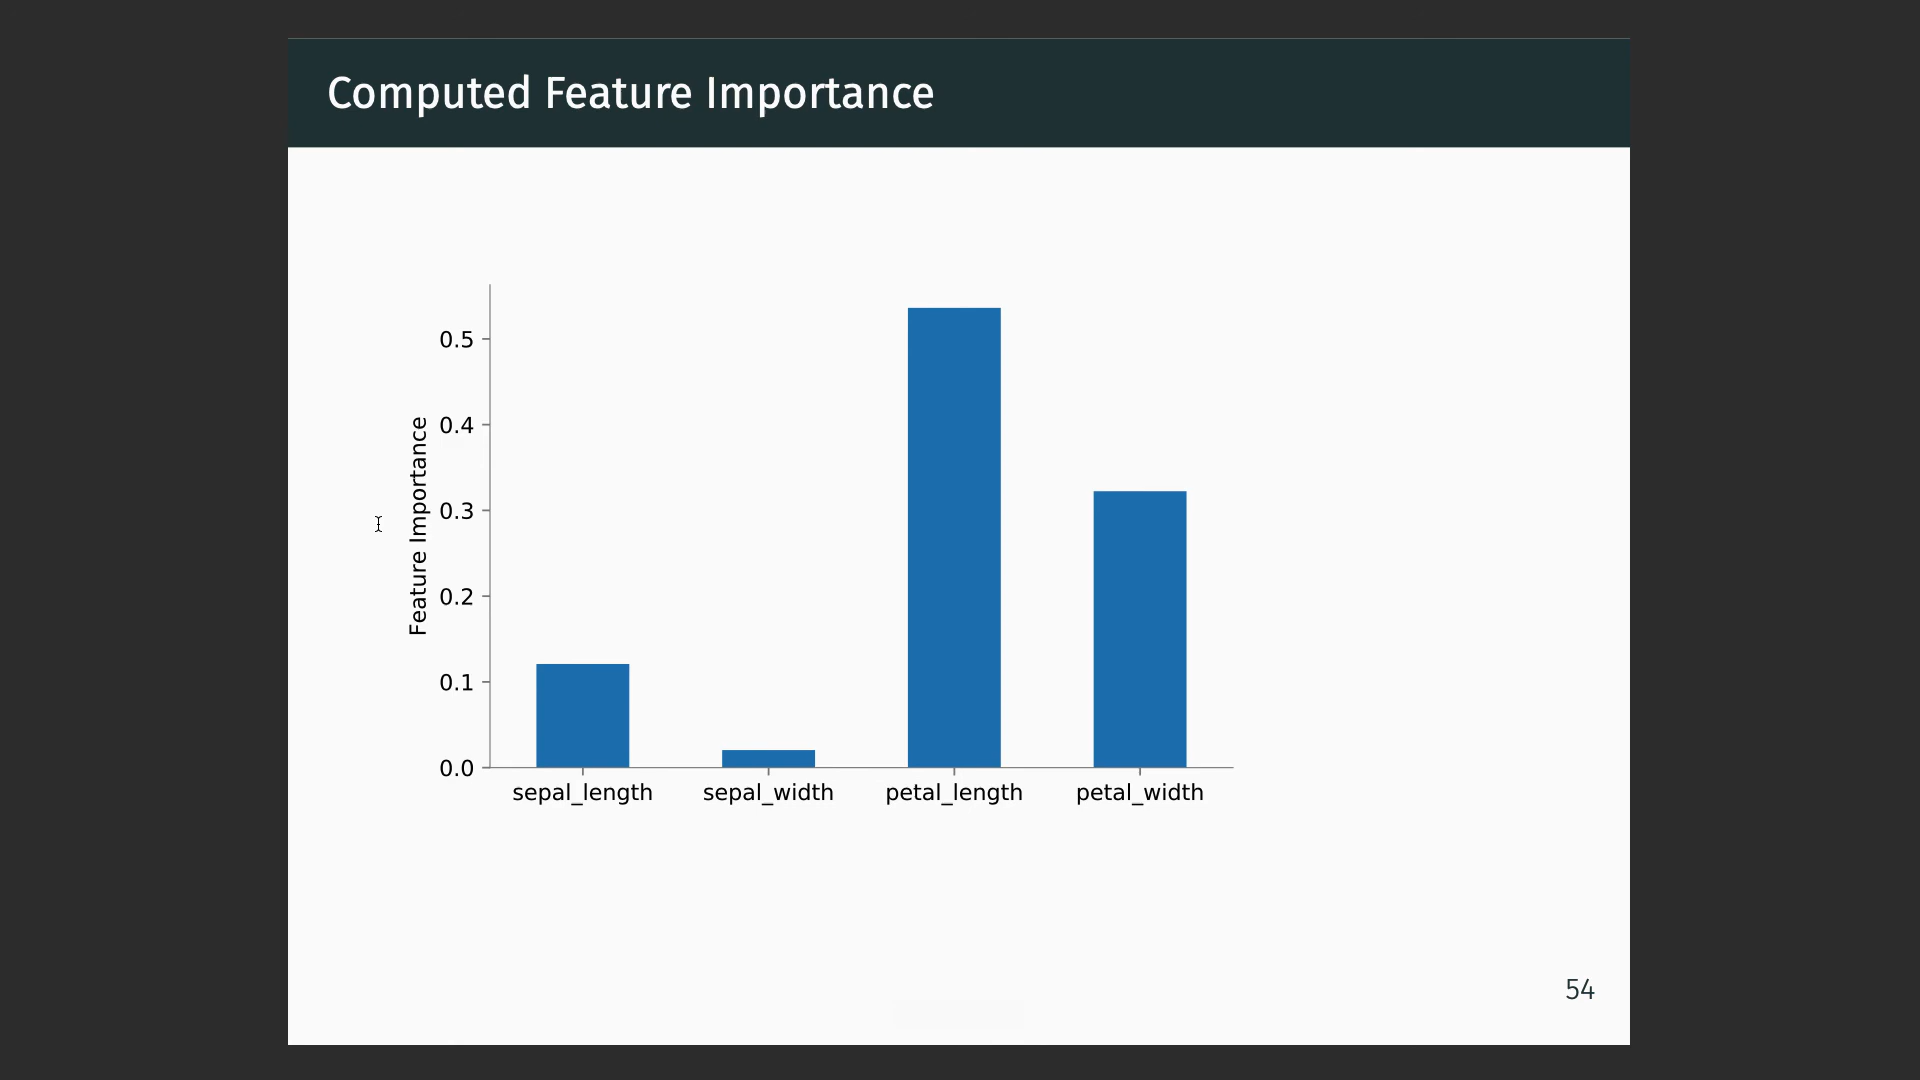 Computed Feature Importance
Feature Importance
0.5
0.4
0.3
0.2
0.1
0.0
sepal_length sepal_width petal_length petal_width
54